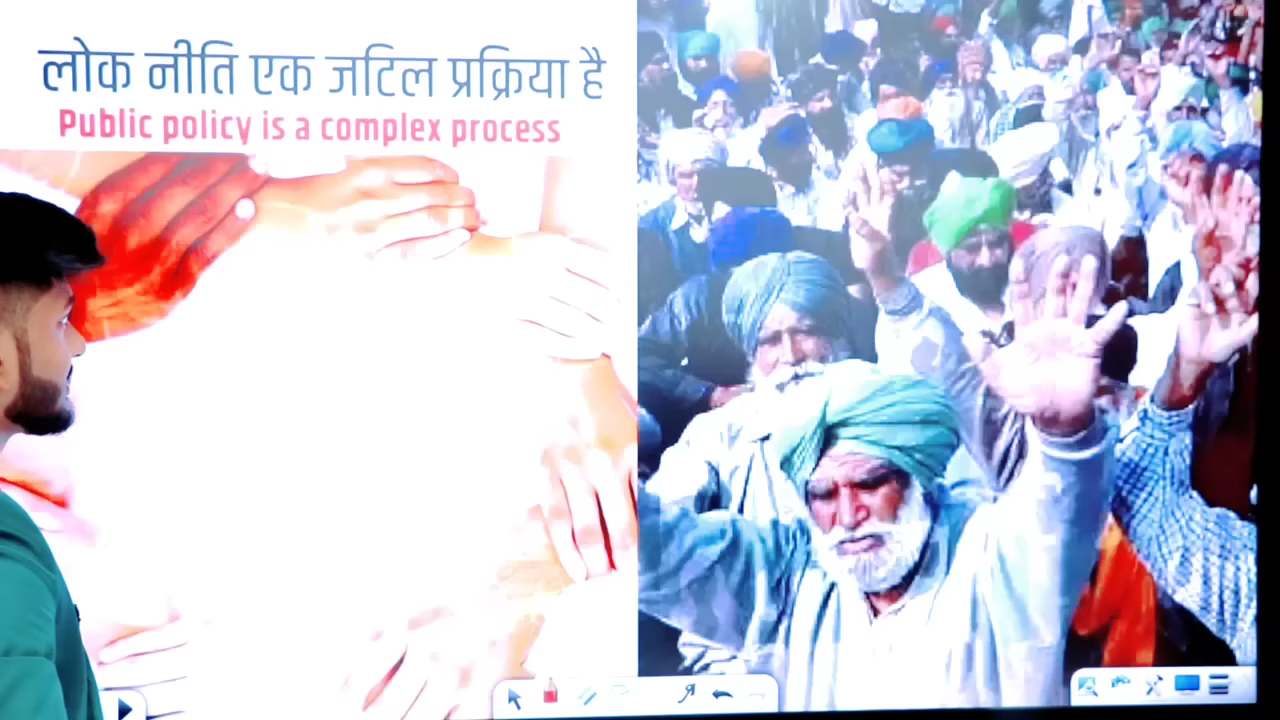 लोक नीति एक जटिल प्रक्रिया है
Public policy is a complex process